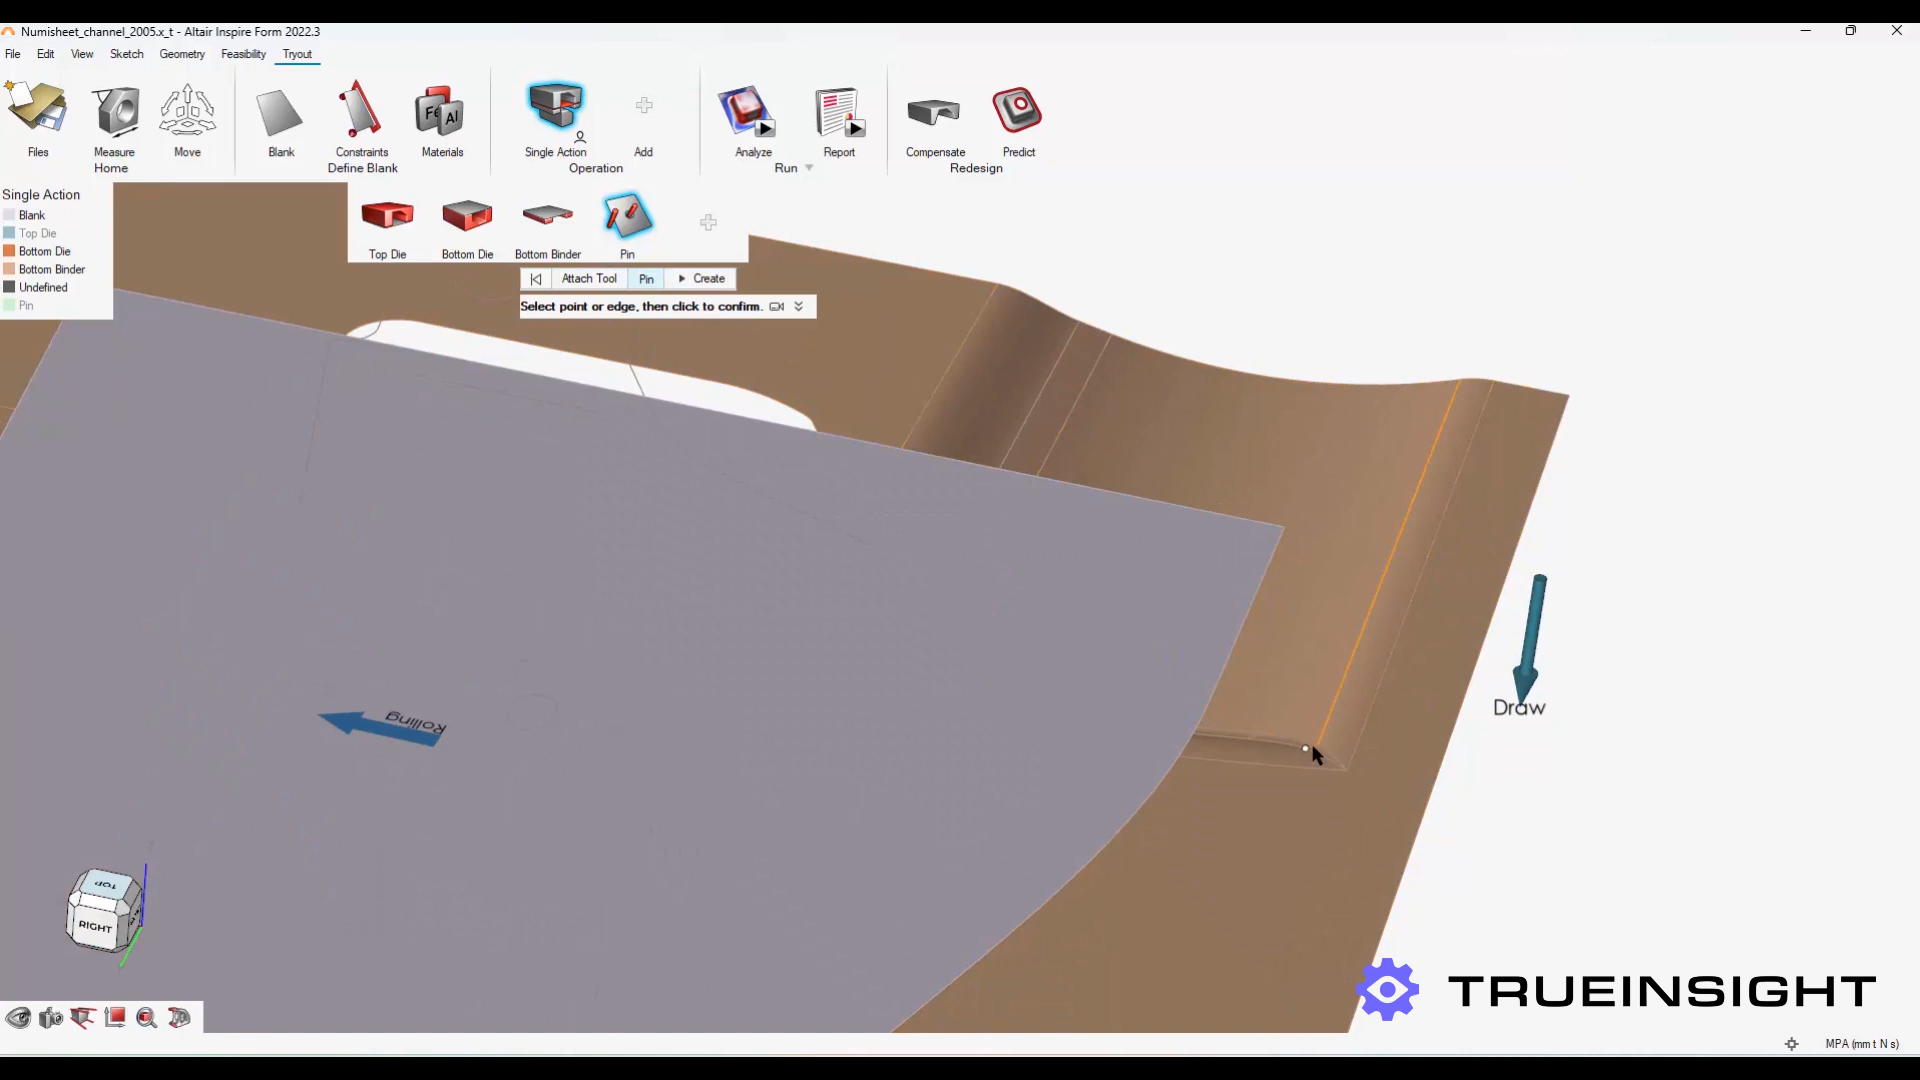 Numisheet_channel_2005.x_t - Altair Inspire Form 2022.3
File Edit View Sketch Geometry Feasibility Tryout
Files Measure Move Blank Constraints Materials Single Action Add Analyze Report Compensate Predict
Home Define Blank Operation Run Redesign
Single Action
Blank
Top Die
Bottom Die
Bottom Binder
Undefined
Pin
Top Die Bottom Die Bottom Binder Pin
Attach Tool Pin Create
Select point or edge, then click to confirm.
Rolling
Draw
TOP
RIGHT
TRUEINSIGHT
MPA (mm t N s)